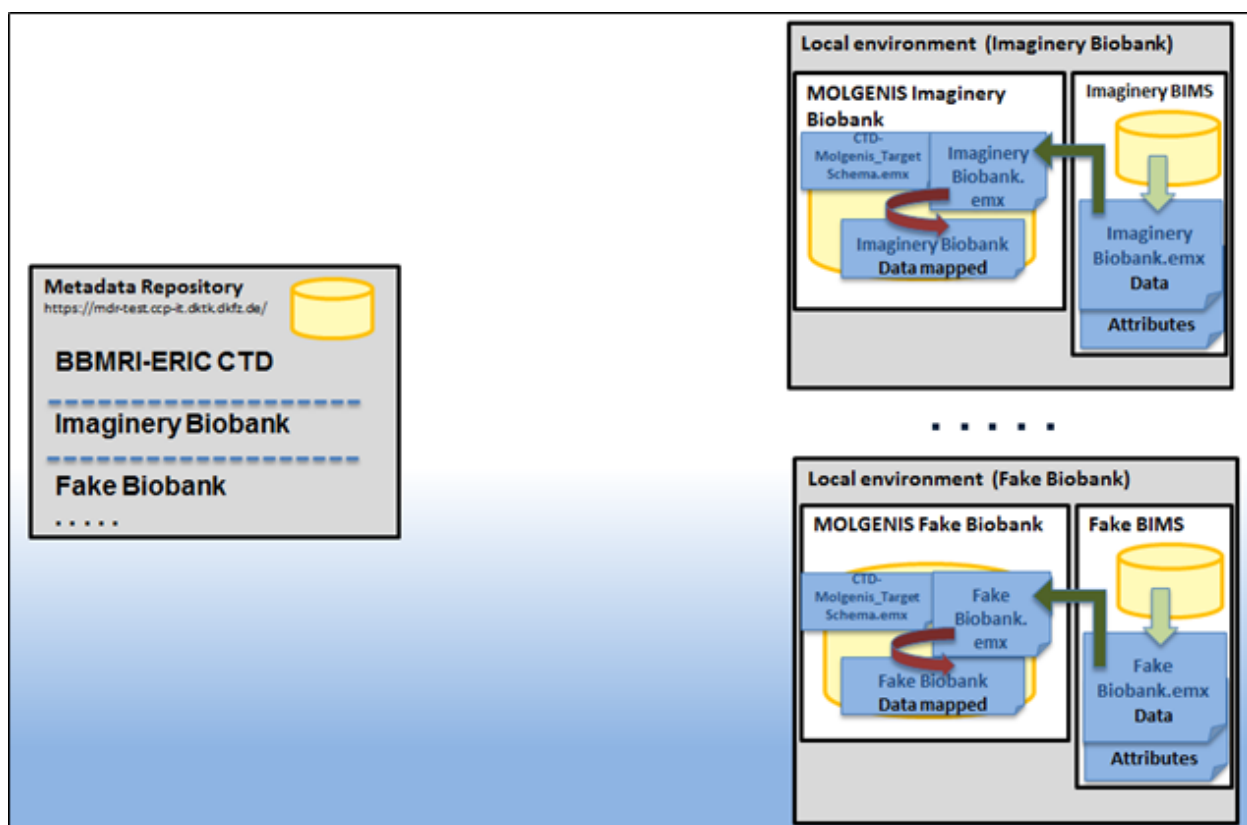 Metadata Repository
https://mdr-test.ccp-it.dktk.dkfz.de/
BBMRI-ERIC CTD
Imaginery Biobank
Fake Biobank
. . . . .
Local environment (Imaginery Biobank)
MOLGENIS Imaginery
Biobank
CTD-
Molgenis_Target
Schema.emx
Imaginery
Biobank.
emx
Imaginery Biobank
Data mapped
Imaginery BIMS
Imaginery
Biobank.emx
Data
Attributes
. . . . .
Local environment (Fake Biobank)
MOLGENIS Fake Biobank
CTD-
Molgenis_Target
Schema.emx
Fake
Biobank.
emx
Fake Biobank
Data mapped
Fake BIMS
Fake
Biobank.emx
Data
Attributes